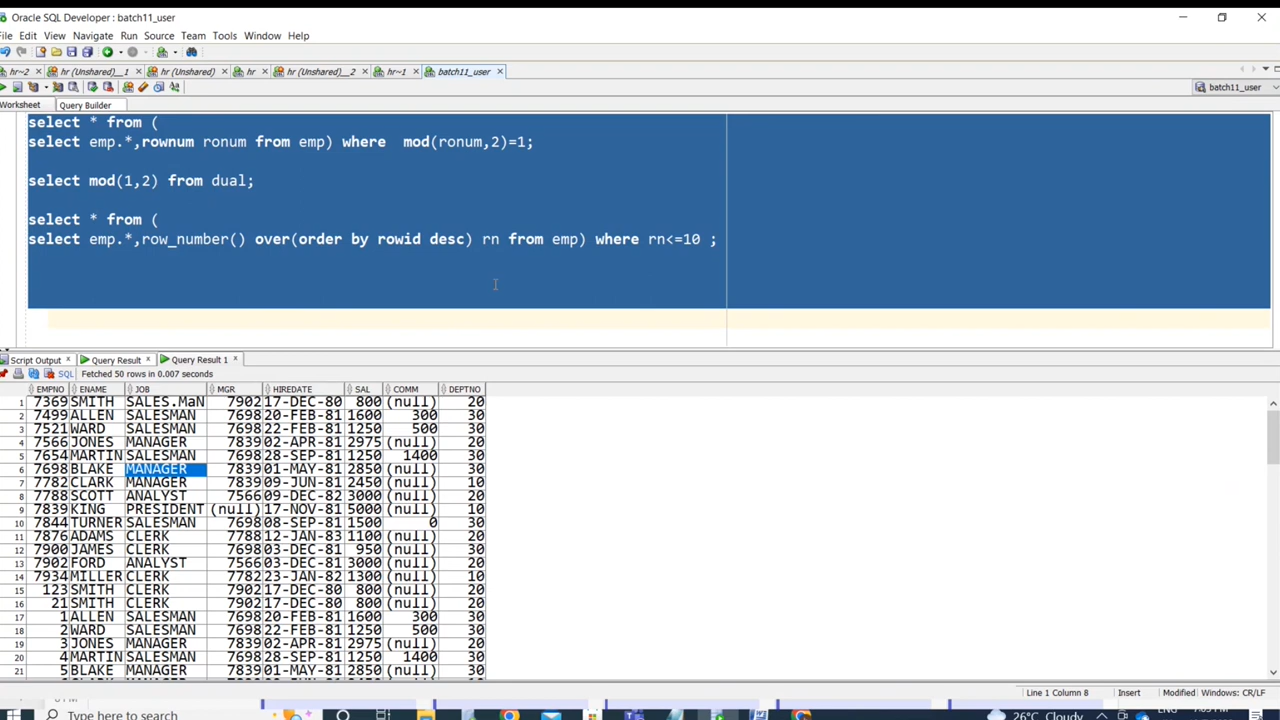 Oracle SQL Developer : batch11_user
File Edit View Navigate Run Source Team Tools Window Help
hr~2 hr (Unshared)__1 hr (Unshared) hr hr (Unshared)__2 hr~1 batch11_user
batch11_user
Worksheet Query Builder
select * from (
select emp.*,rownum ronum from emp) where mod(ronum,2)=1;
select mod(1,2) from dual;
select * from (
select emp.*,row_number() over(order by rowid desc) rn from emp) where rn<=10 ;
Script Output Query Result Query Result 1
SQL Fetched 50 rows in 0.007 seconds
EMPNO ENAME JOB MGR HIREDATE SAL COMM DEPTNO
1 7369 SMITH SALES.MaN 7902 17-DEC-80 800 (null) 20
2 7499 ALLEN SALESMAN 7698 20-FEB-81 1600 300 30
3 7521 WARD SALESMAN 7698 22-FEB-81 1250 500 30
4 7566 JONES MANAGER 7839 02-APR-81 2975 (null) 20
5 7654 MARTIN SALESMAN 7698 28-SEP-81 1250 1400 30
6 7698 BLAKE MANAGER 7839 01-MAY-81 2850 (null) 30
7 7782 CLARK MANAGER 7839 09-JUN-81 2450 (null) 10
8 7788 SCOTT ANALYST 7566 09-DEC-82 3000 (null) 20
9 7839 KING PRESIDENT (null) 17-NOV-81 5000 (null) 10
10 7844 TURNER SALESMAN 7698 08-SEP-81 1500 0 30
11 7876 ADAMS CLERK 7788 12-JAN-83 1100 (null) 20
12 7900 JAMES CLERK 7698 03-DEC-81 950 (null) 30
13 7902 FORD ANALYST 7566 03-DEC-81 3000 (null) 20
14 7934 MILLER CLERK 7782 23-JAN-82 1300 (null) 10
15 123 SMITH CLERK 7902 17-DEC-80 800 (null) 20
16 21 SMITH CLERK 7902 17-DEC-80 800 (null) 20
17 1 ALLEN SALESMAN 7698 20-FEB-81 1600 300 30
18 2 WARD SALESMAN 7698 22-FEB-81 1250 500 30
19 3 JONES MANAGER 7839 02-APR-81 2975 (null) 20
20 4 MARTIN SALESMAN 7698 28-SEP-81 1250 1400 30
21 5 BLAKE MANAGER 7839 01-MAY-81 2850 (null) 30
Line 1 Column 8 Insert Modified Windows: CR/LF
Type here to search 26°C Cloudy ENG